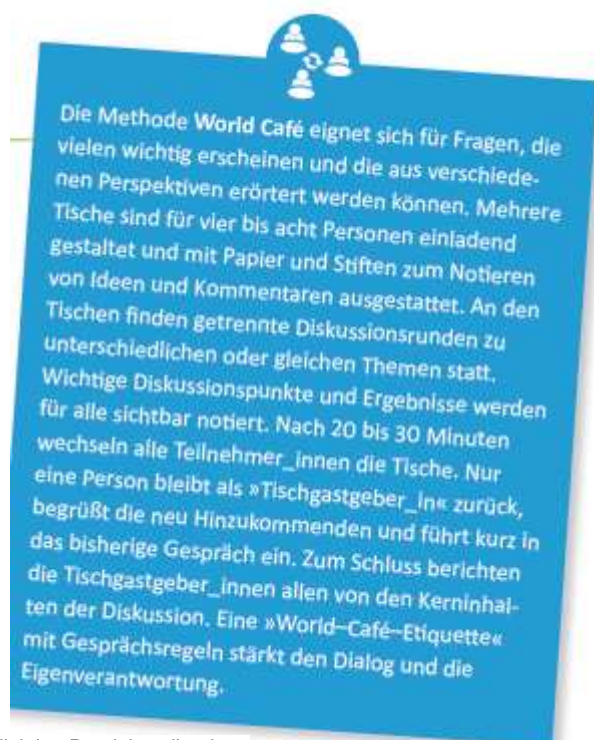 Die Methode World Café eignet sich für Fragen, die
vielen wichtig erscheinen und die aus verschiede-
nen Perspektiven erörtert werden können. Mehrere
Tische sind für vier bis acht Personen einladend
gestaltet und mit Papier und Stiften zum Notieren
von Ideen und Kommentaren ausgestattet. An den
Tischen finden getrennte Diskussionsrunden zu
unterschiedlichen oder gleichen Themen statt.
Wichtige Diskussionspunkte und Ergebnisse werden
für alle sichtbar notiert. Nach 20 bis 30 Minuten
wechseln alle Teilnehmer_innen die Tische. Nur
eine Person bleibt als »Tischgastgeber_in« zurück,
begrüßt die neu Hinzukommenden und führt kurz in
das bisherige Gespräch ein. Zum Schluss berichten
die Tischgastgeber_innen allen von den Kerninhal-
ten der Diskussion. Eine »World–Café–Etiquette«
mit Gesprächsregeln stärkt den Dialog und die
Eigenverantwortung.